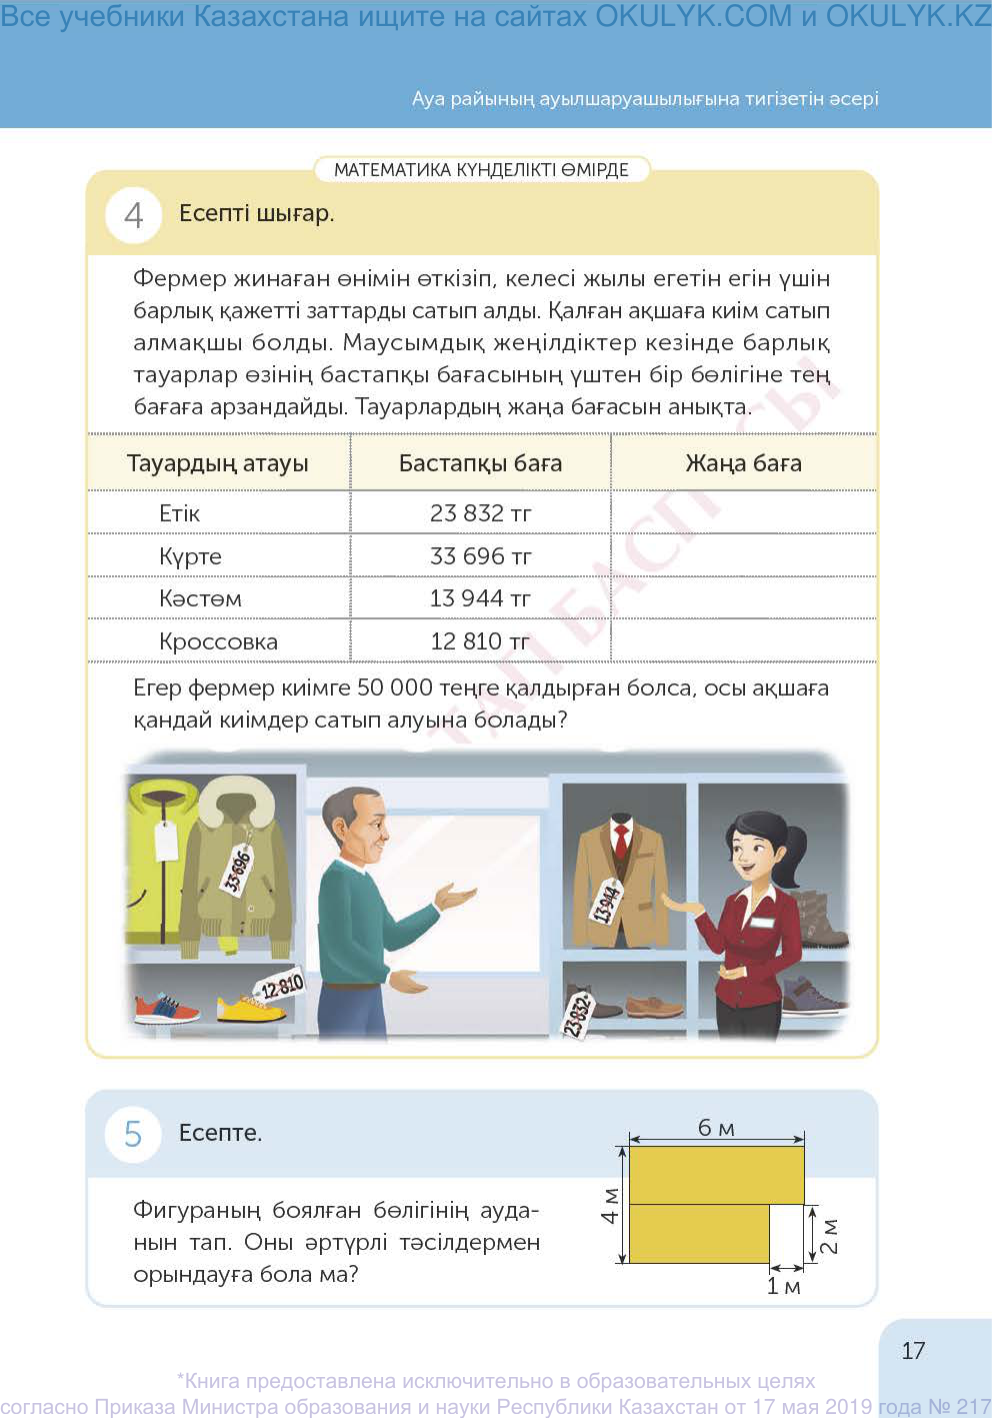 Все учебники Казахстана ищите на сайтах OKULYK.COM и OKULYK.KZ
Ауа райының ауылшаруашылығына тигізетін әсері
МАТЕМАТИКА КҮНДЕЛІКТІ ӨМІРДЕ
4 Есепті шығар.
Фермер жинаған өнімін өткізіп, келесі жылы егетін егін үшін
барлық қажетті заттарды сатып алды. Қалған ақшаға киім сатып
алмақшы болды. Маусымдық жеңілдіктер кезінде барлық
тауарлар өзінің бастапқы бағасының үштен бір бөлігіне тең
бағаға арзандайды. Тауарлардың жаңа бағасын анықта.
Тауардың атауы Бастапқы баға Жаңа баға
Етік 23 832 тг
Күрте 33 696 тг
Кәстөм 13 944 тг
Кроссовка 12 810 тг
Егер фермер киімге 50 000 теңге қалдырған болса, осы ақшаға
қандай киімдер сатып алуына болады?
33 696
13 944
12 810
23 832
5 Есепте.
6 м
4 м
2 м
1 м
Фигураның боялған бөлігінің ауда-
нын тап. Оны әртүрлі тәсілдермен
орындауға бола ма?
17
*Книга предоставлена исключительно в образовательных целях
согласно Приказа Министра образования и науки Республики Казахстан от 17 мая 2019 года № 217